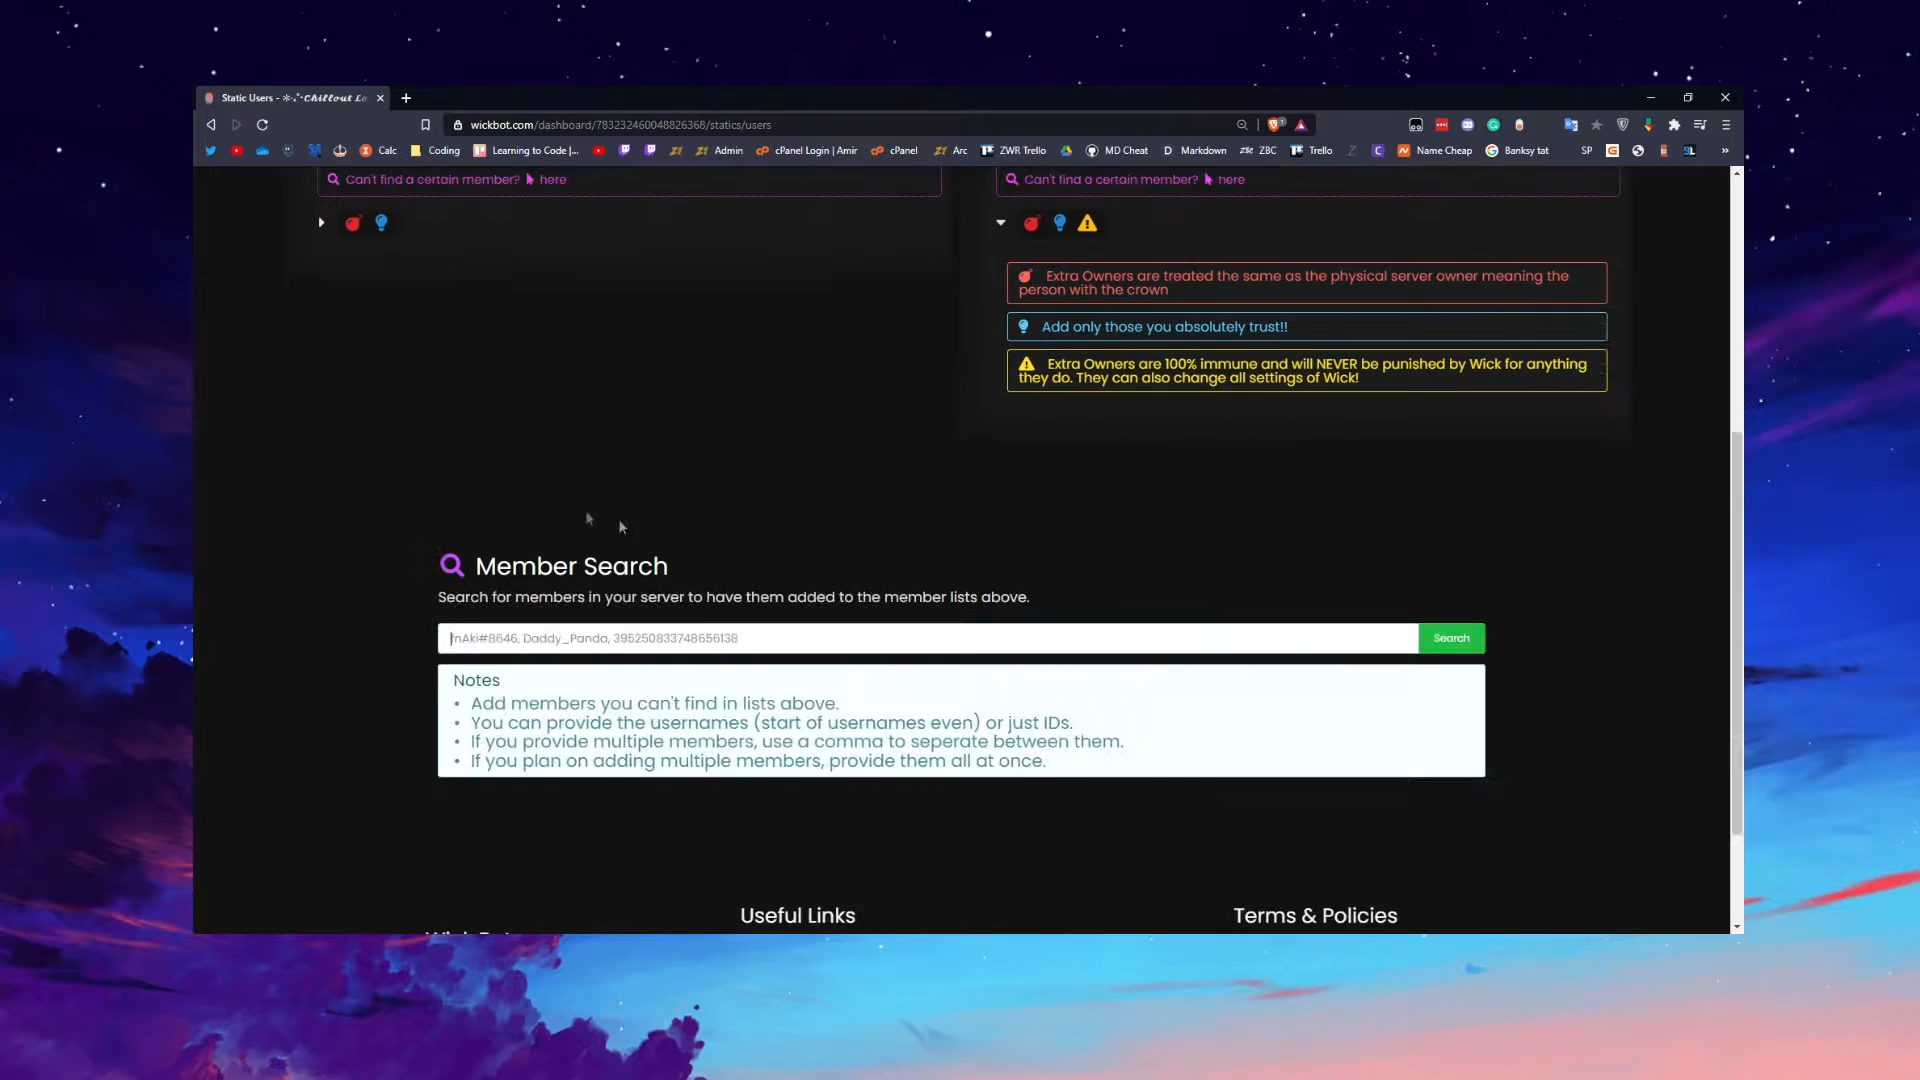 Static Users - ✻·.˚ᐧ𝓒𝓱𝓲𝓵𝓵𝓸𝓾𝓽 𝓛𝓮
wickbot.com/dashboard/783232460048826368/statics/users
Calc Coding Learning to Code |... Admin cPanel Login | Amir cPanel Arc ZWR Trello MD Cheat Markdown ZBC Trello Name Cheap Banksy tat SP
Can't find a certain member? here
Can't find a certain member? here
Extra Owners are treated the same as the physical server owner meaning the
person with the crown
Add only those you absolutely trust!!
Extra Owners are 100% immune and will NEVER be punished by Wick for anything
they do. They can also change all settings of Wick!
Member Search
Search for members in your server to have them added to the member lists above.
fnAki#8646, Daddy_Panda, 395250833748656138
Search
Notes
• Add members you can't find in lists above.
• You can provide the usernames (start of usernames even) or just IDs.
• If you provide multiple members, use a comma to seperate between them.
• If you plan on adding multiple members, provide them all at once.
Useful Links
Terms & Policies